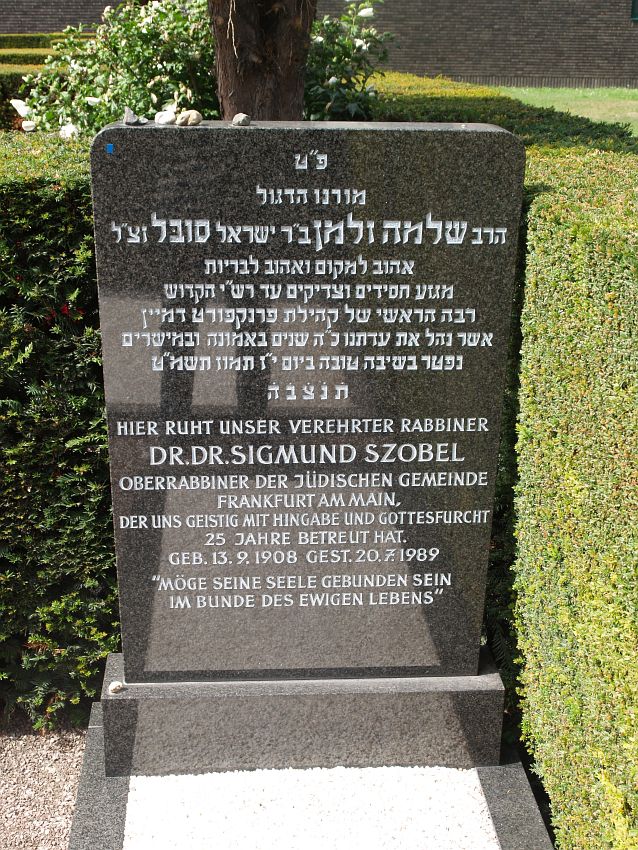 פ״ט
מורנו הדגול
הרב שלמה זלמן ב״ר ישראל סובל זצ״ל
אהוב למקום ואהוב לבריות
מגזע חסידים וצדיקים עד רש״י הקדוש
רבה הראשי של קהילת פרנקפורט דמיין
אשר נהל את עדתנו כ״ה שנים באמונה ובמישרים
נפטר בשיבה טובה ביום י״ז תמוז תשמ״ט
ת נ צ ב ה
HIER RUHT UNSER VEREHRTER RABBINER
DR.DR.SIGMUND SZOBEL
OBERRABBINER DER JÜDISCHEN GEMEINDE
FRANKFURT AM MAIN,
DER UNS GEISTIG MIT HINGABE UND GOTTESFURCHT
25 JAHRE BETREUT HAT.
GEB. 13.9.1908 GEST. 20.7.1989
"MÖGE SEINE SEELE GEBUNDEN SEIN
IM BUNDE DES EWIGEN LEBENS"